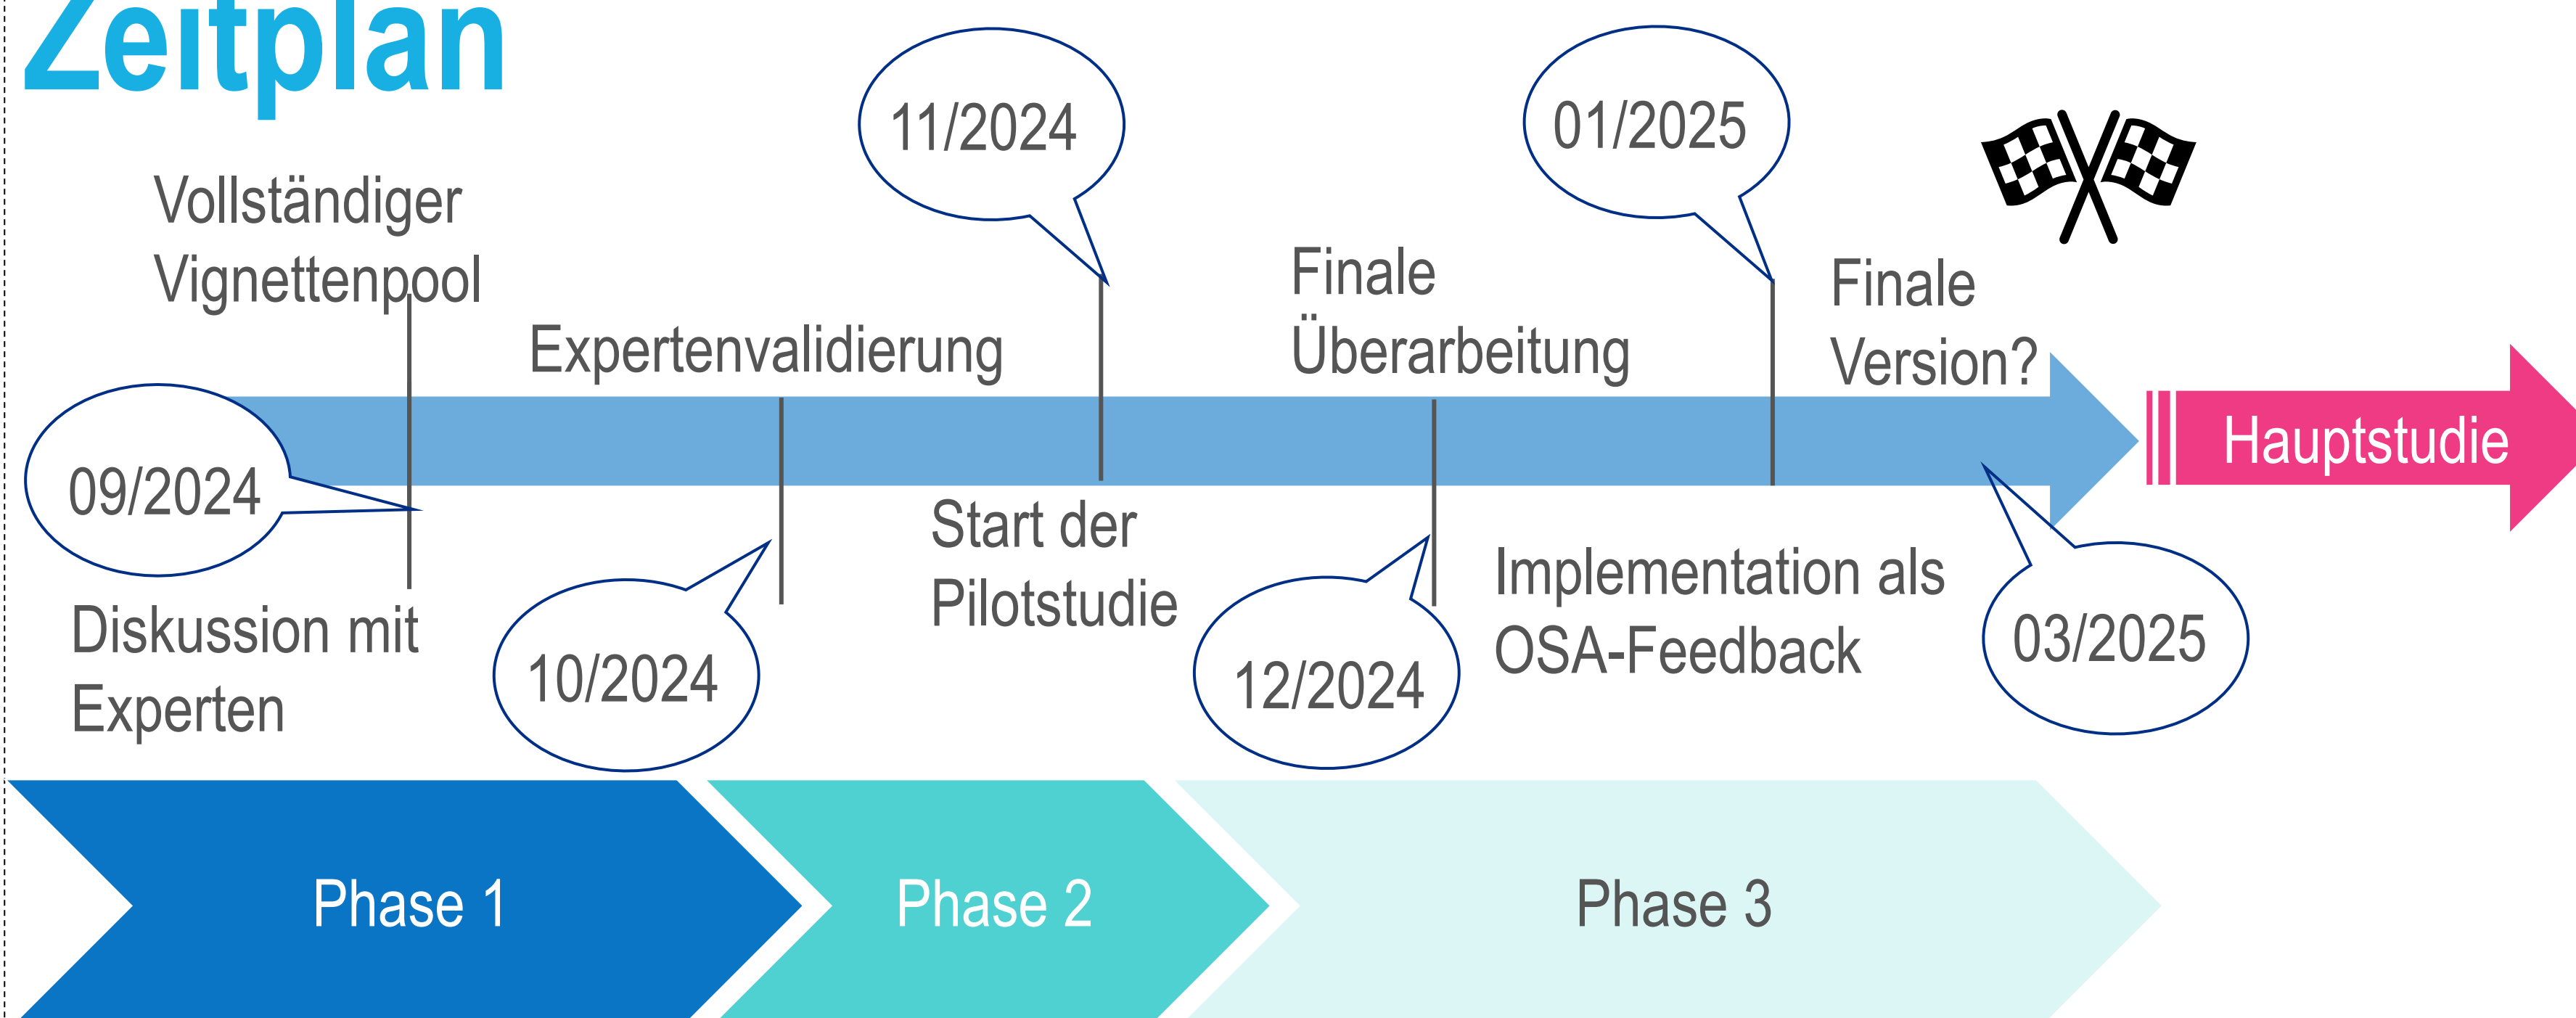 Zeitplan
11/2024
01/2025
Vollständiger
Vignettenpool
Finale
Überarbeitung
Finale
Version?
Expertenvalidierung
09/2024
Hauptstudie
Start der
Pilotstudie
Diskussion mit
Experten
10/2024
12/2024
Implementation als
OSA-Feedback
03/2025
Phase 1
Phase 2
Phase 3